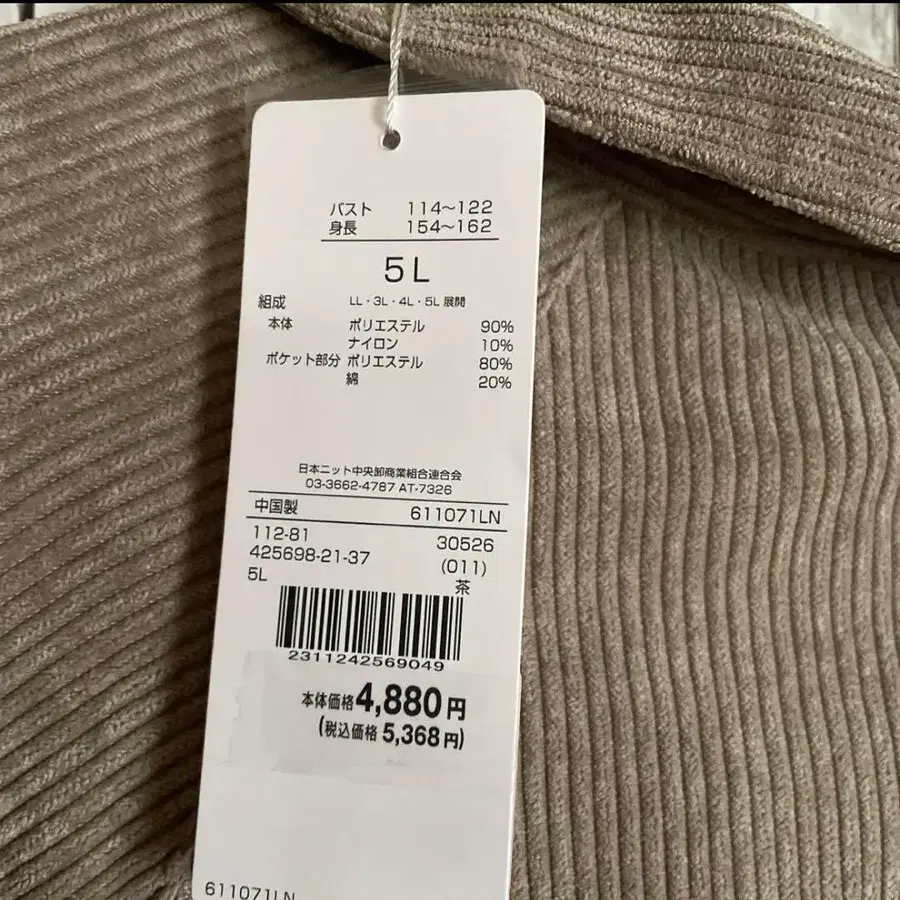 バスト 114～122
身長 154～162
5L
組成 LL・3L・4L・5L 展開
本体 ポリエステル 90%
ナイロン 10%
ポケット部分 ポリエステル 80%
綿 20%
日本ニット中央卸商業組合連合会
03-3662-4787 AT-7326
中国製 611071LN
112-81 30526
425698-21-37 (011)
5L 茶
2311242569049
本体価格4,880円
(税込価格 5,368円)
611071LN